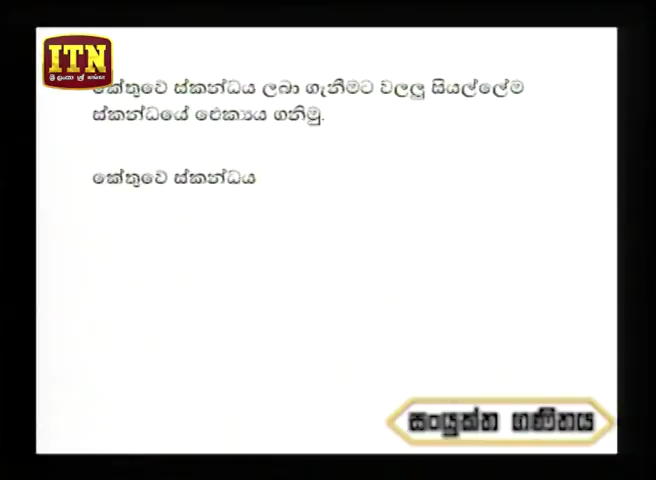 ITN
කේතුවේ ස්කන්ධය ලබා ගැනීමට වලලු සියල්ලේම
ස්කන්ධයේ ඓක්‍යය ගනිමු.
කේතුවේ ස්කන්ධය
සංයුක්ත ගණිතය